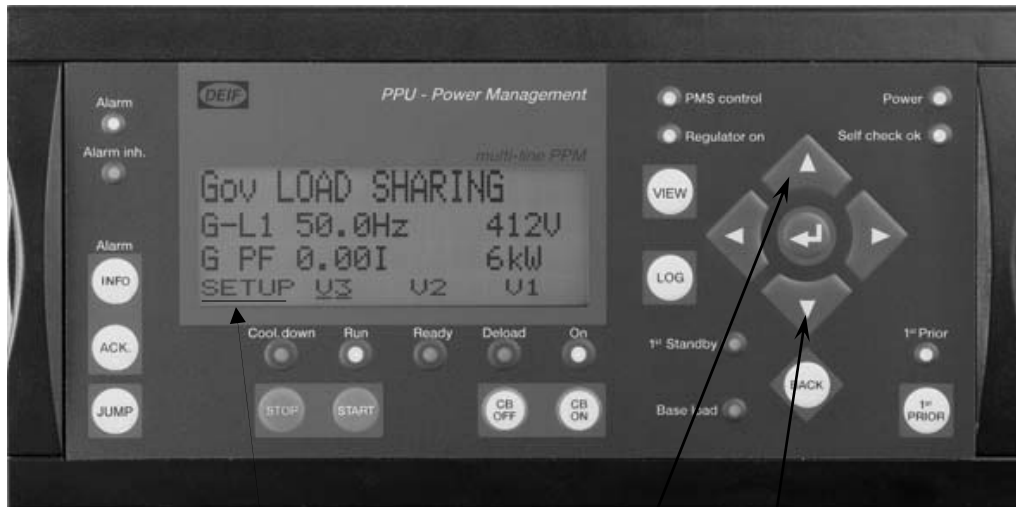 DEIF
PPU - Power Management
multi-line PPM
Gov LOAD SHARING
G-L1 50.0Hz 412V
G PF 0.00I 6kW
SETUP V3 V2 V1
Alarm
Alarm inh.
Alarm
INFO
ACK.
JUMP
Cool.down Run Ready Deload On
STOP START CB OFF CB ON
PMS control Power
Regulator on Self check ok
VIEW
LOG
1st Standby 1st Prior
BACK
Base load 1st PRIOR